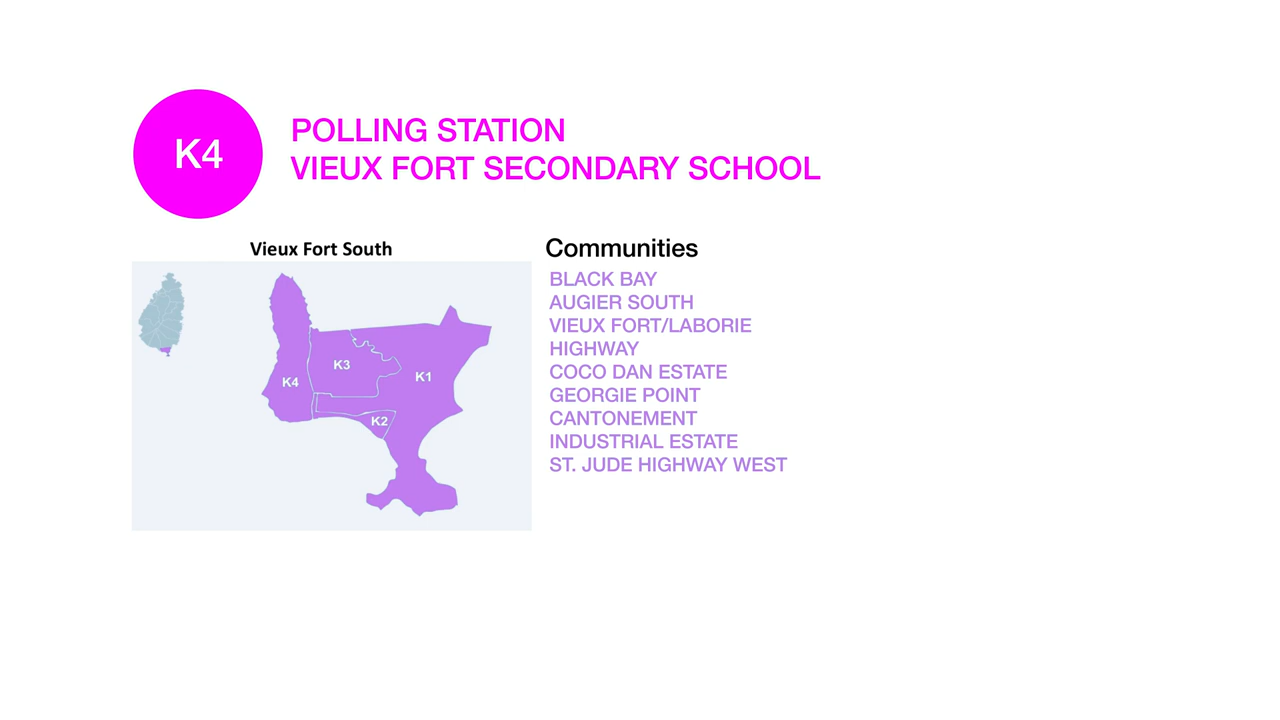 K4
POLLING STATION
VIEUX FORT SECONDARY SCHOOL
Vieux Fort South
K4
K3
K1
K2
Communities
BLACK BAY
AUGIER SOUTH
VIEUX FORT/LABORIE
HIGHWAY
COCO DAN ESTATE
GEORGIE POINT
CANTONEMENT
INDUSTRIAL ESTATE
ST. JUDE HIGHWAY WEST